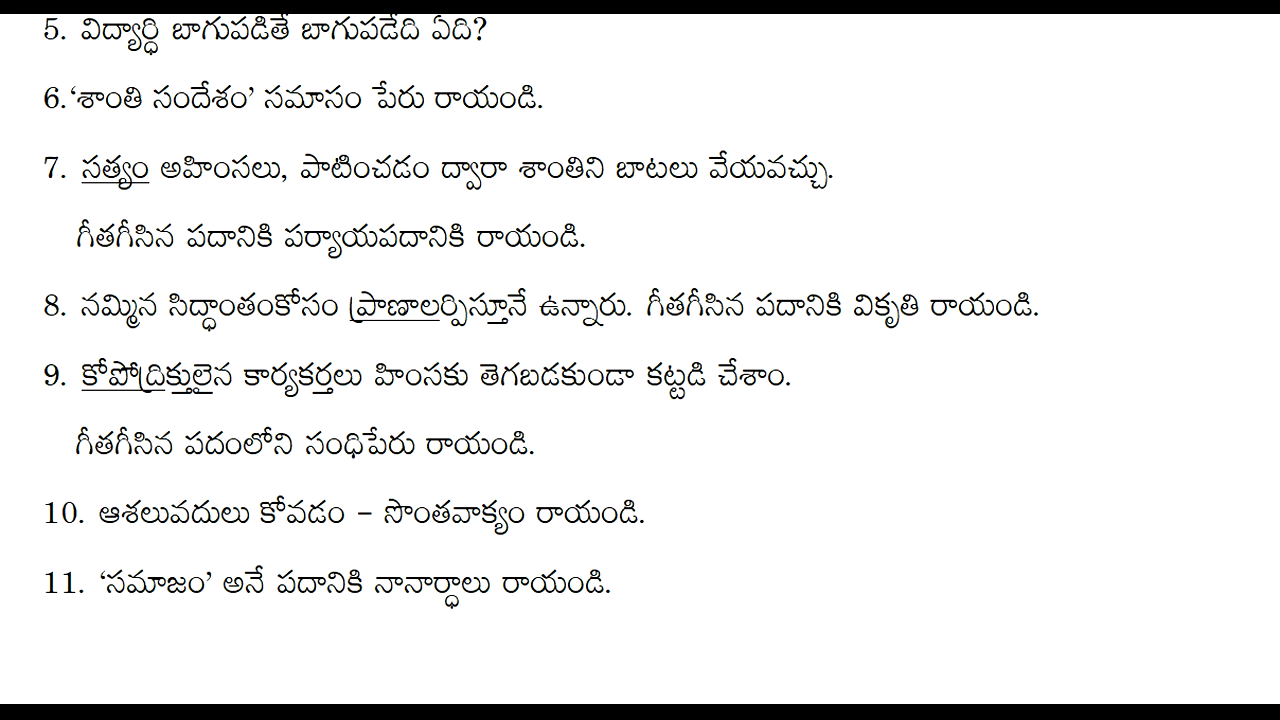 5. విద్యార్ధి బాగుపడితే బాగుపడేది ఏది?
6.‘శాంతి సందేశం’ సమాసం పేరు రాయండి.
7. సత్యం అహింసలు, పాటించడం ద్వారా శాంతిని బాటలు వేయవచ్చు.
గీతగీసిన పదానికి పర్యాయపదానికి రాయండి.
8. నమ్మిన సిద్ధాంతంకోసం ప్రాణాలర్పిస్తూనే ఉన్నారు. గీతగీసిన పదానికి వికృతి రాయండి.
9. కోపోద్రిక్తులైన కార్యకర్తలు హింసకు తెగబడకుండా కట్టడి చేశాం.
గీతగీసిన పదంలోని సంధిపేరు రాయండి.
10. ఆశలువదులు కోవడం – సొంతవాక్యం రాయండి.
11. ‘సమాజం’ అనే పదానికి నానార్ధాలు రాయండి.